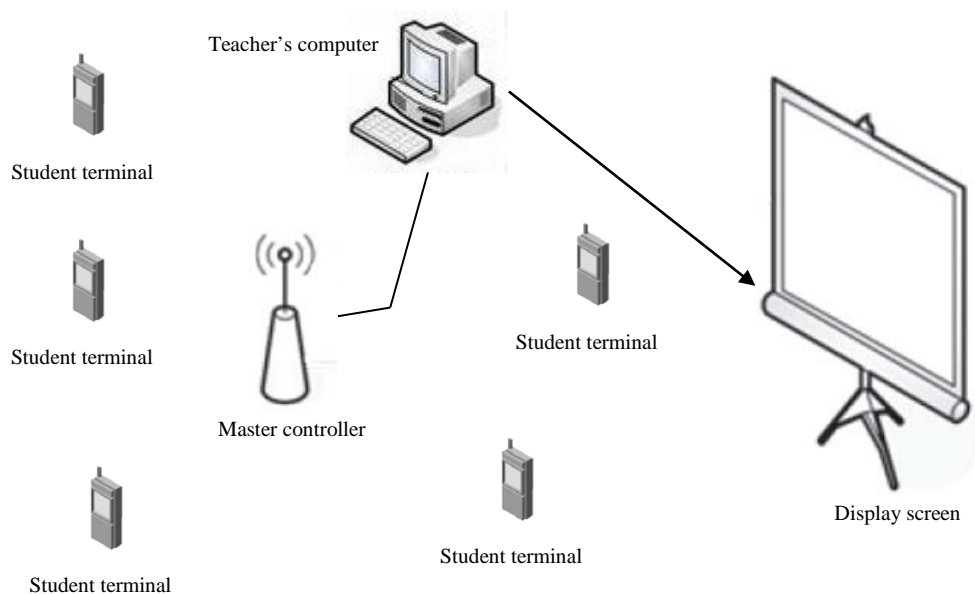 Teacher’s computer
Student terminal
Student terminal
Student terminal
Master controller
Display screen
Student terminal
Student terminal